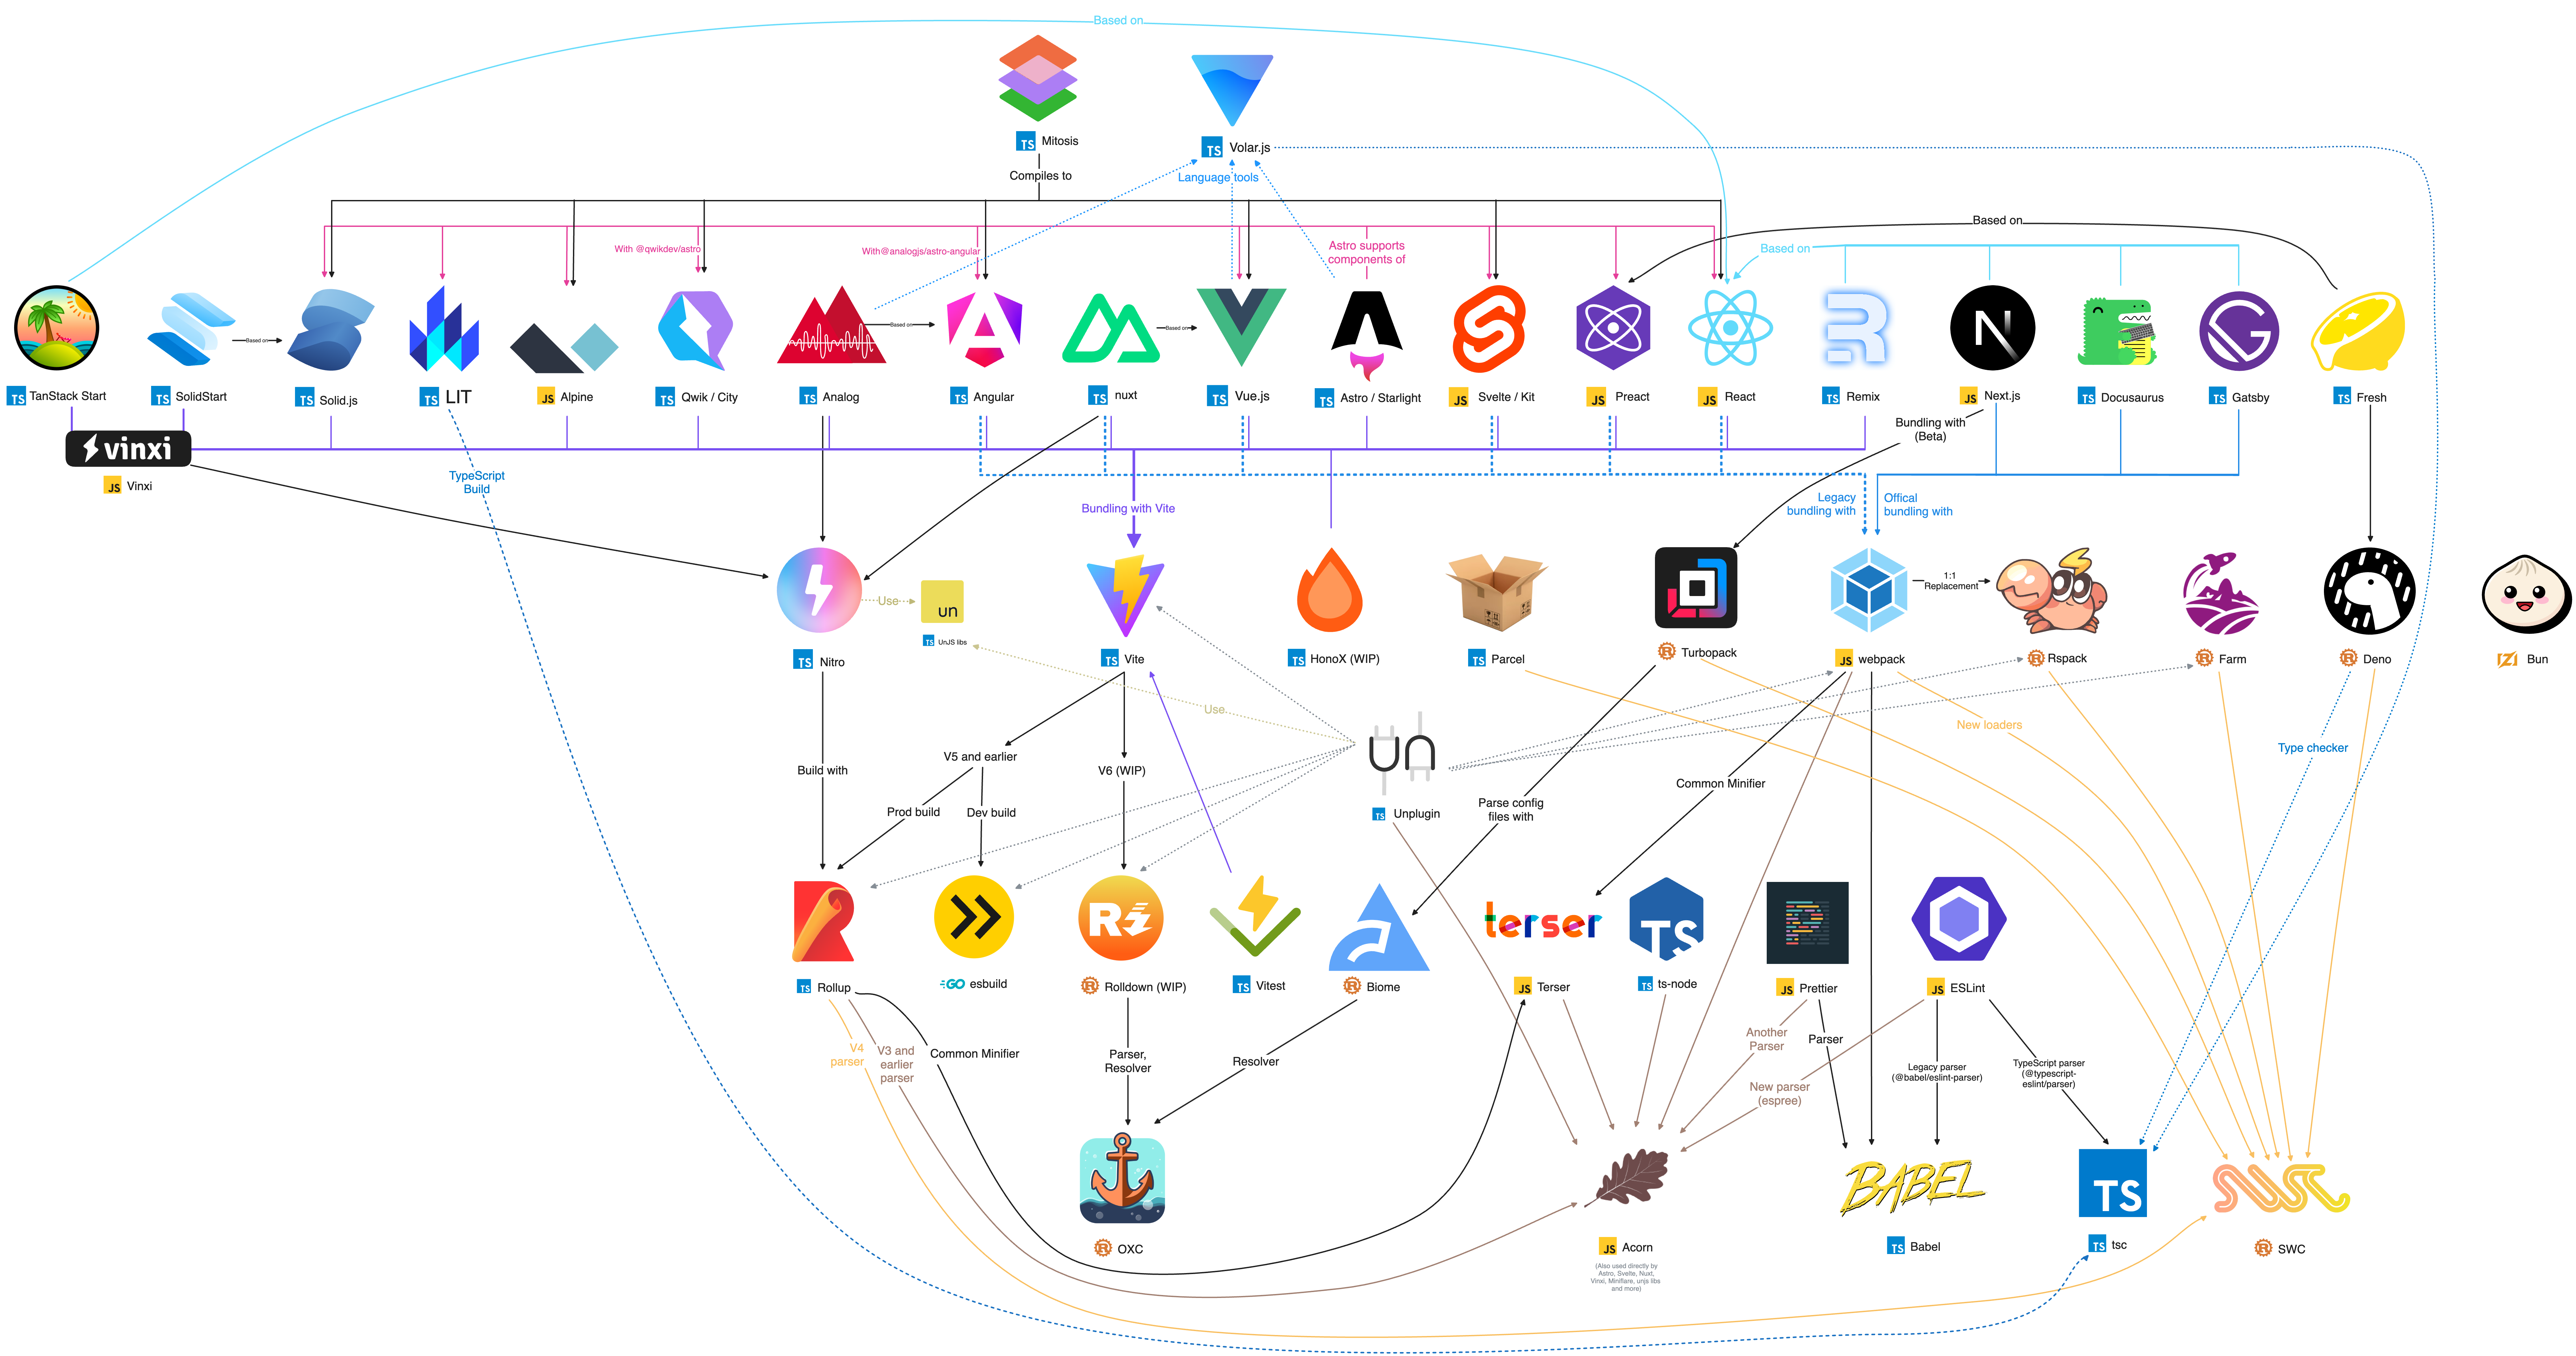 Based on
TS Mitosis
TS Volar.js
Compiles to
Language tools
Based on
With @qwikdev/astro
With@analogjs/astro-angular
Astro supports
components of
Based on
Based on
Based on
Based on
TS TanStack Start
TS SolidStart
TS Solid.js
TS LIT
JS Alpine
TS Qwik / City
TS Analog
TS Angular
TS nuxt
TS Vue.js
TS Astro / Starlight
JS Svelte / Kit
JS Preact
JS React
TS Remix
JS Next.js
TS Docusaurus
TS Gatsby
TS Fresh
vinxi
JS Vinxi
TypeScript
Build
Bundling with
(Beta)
Bundling with Vite
Legacy
bundling with
Offical
bundling with
Use
un
TS UnJS libs
1:1
Replacement
TS Nitro
TS Vite
TS HonoX (WIP)
TS Parcel
R Turbopack
JS webpack
R Rspack
R Farm
R Deno
Bun
Use
New loaders
Type checker
V5 and earlier
V6 (WIP)
Build with
Prod build
Dev build
Common Minifier
Parse config
files with
TS Unplugin
R
terser
TS
TS Rollup
GO esbuild
R Rolldown (WIP)
TS Vitest
R Biome
JS Terser
TS ts-node
JS Prettier
JS ESLint
V4
parser
V3 and
earlier
parser
Common Minifier
Parser,
Resolver
Resolver
Another
Parser
Parser
New parser
(espree)
Legacy parser
(@babel/eslint-parser)
TypeScript parser
(@typescript-
eslint/parser)
BABEL
TS
SWC
R OXC
JS Acorn
(Also used directly by
Astro, Svelte, Nuxt,
Vinxi, Miniflare, unjs libs
and more)
TS Babel
TS tsc
R SWC